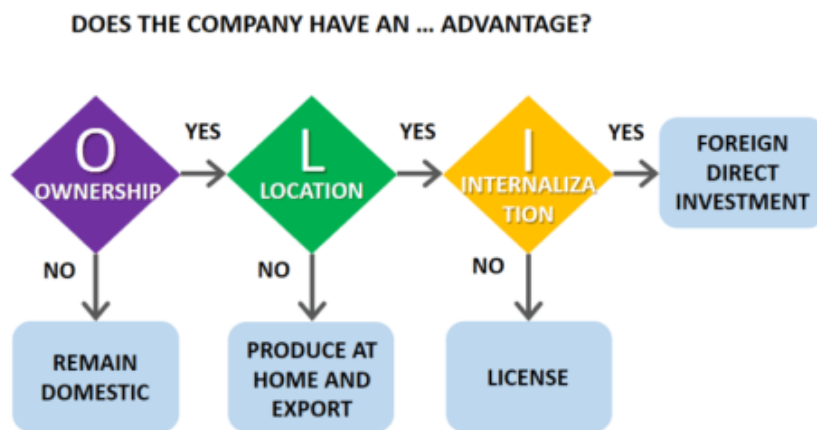 DOES THE COMPANY HAVE AN ... ADVANTAGE?
O
OWNERSHIP
YES
L
LOCATION
YES
I
INTERNALIZA
TION
YES
FOREIGN
DIRECT
INVESTMENT
NO
NO
NO
REMAIN
DOMESTIC
PRODUCE AT
HOME AND
EXPORT
LICENSE